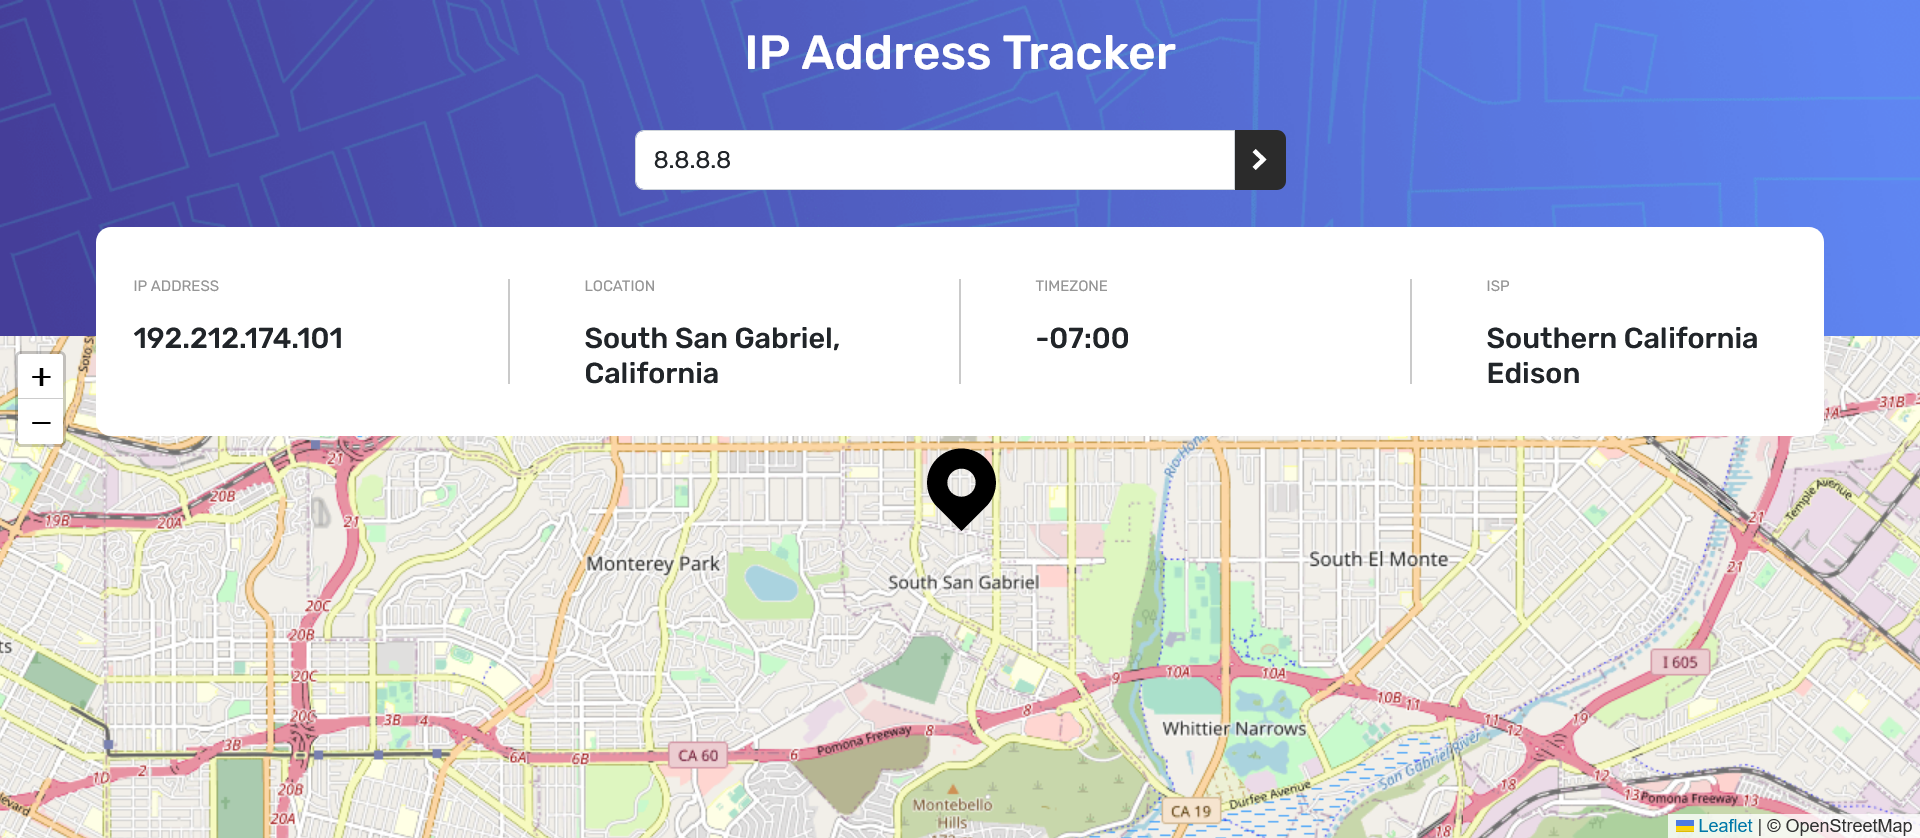 IP Address Tracker
8.8.8.8
IP ADDRESS
192.212.174.101
LOCATION
South San Gabriel,
California
TIMEZONE
-07:00
ISP
Southern California
Edison
+
−
31B
21
20B
19B
20A
21
Temple Avenue
21
Monterey Park
South San Gabriel
South El Monte
21
20C
20B
20C
I 605
9
10A
10A
10B
11
20C
3B
4
8
8
11
12
19
Whittier Narrows
3B
6A
6B
CA 60
6
Pomona Freeway
San Gabriel River
1D
2
12
18
20B
Durfee Avenue
13
Pomona Freeway
13
Montebello
Hills
CA 19
20A
18
Leaflet | © OpenStreetMap